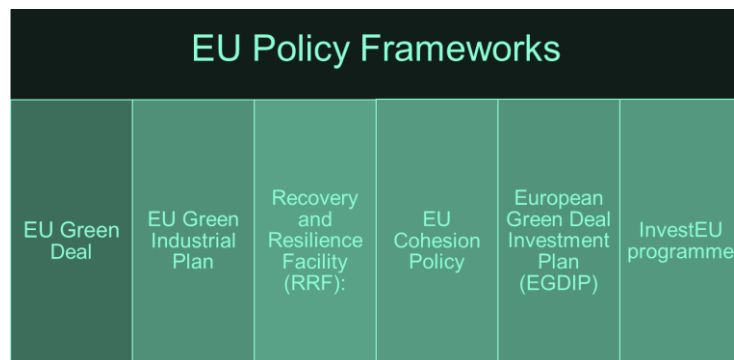 EU Policy Frameworks
EU Green
Deal
EU Green
Industrial
Plan
Recovery
and
Resilience
Facility
(RRF):
EU
Cohesion
Policy
European
Green Deal
Investment
Plan
(EGDIP)
InvestEU
programme